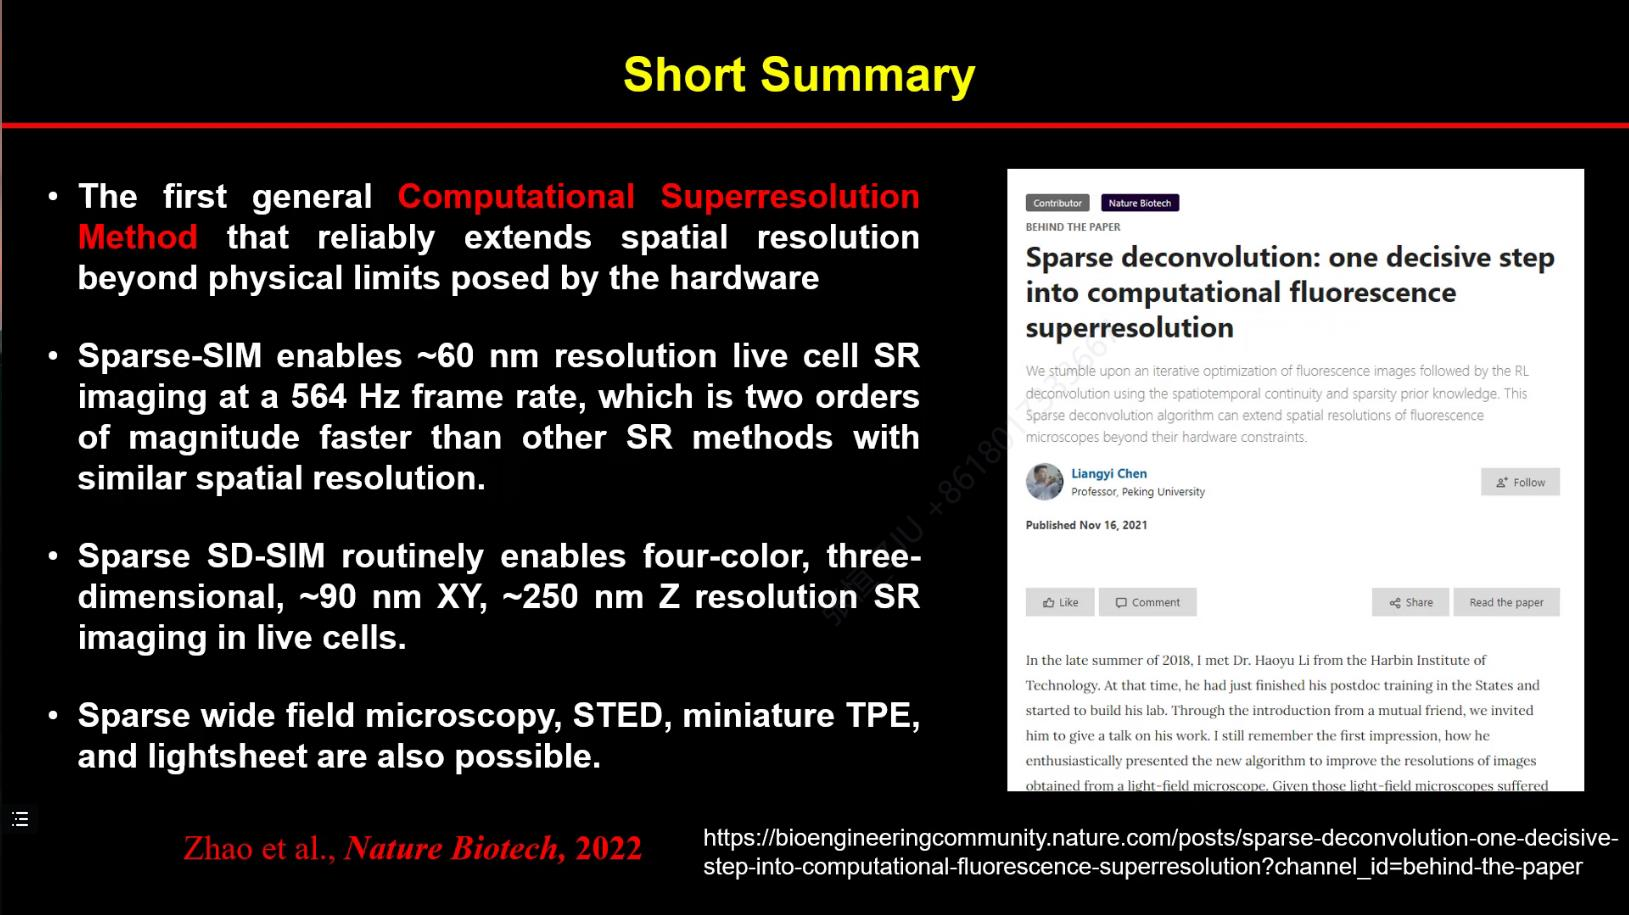 Short Summary
• The first general Computational Superresolution
Method that reliably extends spatial resolution
beyond physical limits posed by the hardware
• Sparse-SIM enables ~60 nm resolution live cell SR
imaging at a 564 Hz frame rate, which is two orders
of magnitude faster than other SR methods with
similar spatial resolution.
• Sparse SD-SIM routinely enables four-color, three-
dimensional, ~90 nm XY, ~250 nm Z resolution SR
imaging in live cells.
• Sparse wide field microscopy, STED, miniature TPE,
and lightsheet are also possible.
Zhao et al., Nature Biotech, 2022
Contributor Nature Biotech
BEHIND THE PAPER
Sparse deconvolution: one decisive step
into computational fluorescence
superresolution
We stumble upon an iterative optimization of fluorescence images followed by the RL
deconvolution using the spatiotemporal continuity and sparsity prior knowledge. This
Sparse deconvolution algorithm can extend spatial resolutions of fluorescence
microscopes beyond their hardware constraints.
Liangyi Chen
Professor, Peking University
Follow
Published Nov 16, 2021
Like Comment Share Read the paper
In the late summer of 2018, I met Dr. Haoyu Li from the Harbin Institute of
Technology. At that time, he had just finished his postdoc training in the States and
started to build his lab. Through the introduction from a mutual friend, we invited
him to give a talk on his work. I still remember the first impression, how he
enthusiastically presented the new algorithm to improve the resolutions of images
obtained from a light-field microscope. Given those light-field microscopes suffered
https://bioengineeringcommunity.nature.com/posts/sparse-deconvolution-one-decisive-
step-into-computational-fluorescence-superresolution?channel_id=behind-the-paper